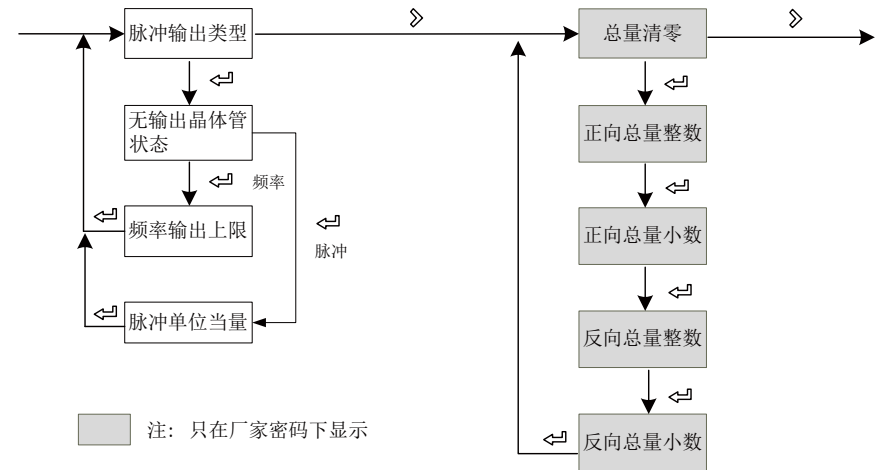 脉冲输出类型
总量清零
无输出晶体管
状态
正向总量整数
频率
频率输出上限
脉冲
正向总量小数
脉冲单位当量
反向总量整数
注: 只在厂家密码下显示
反向总量小数